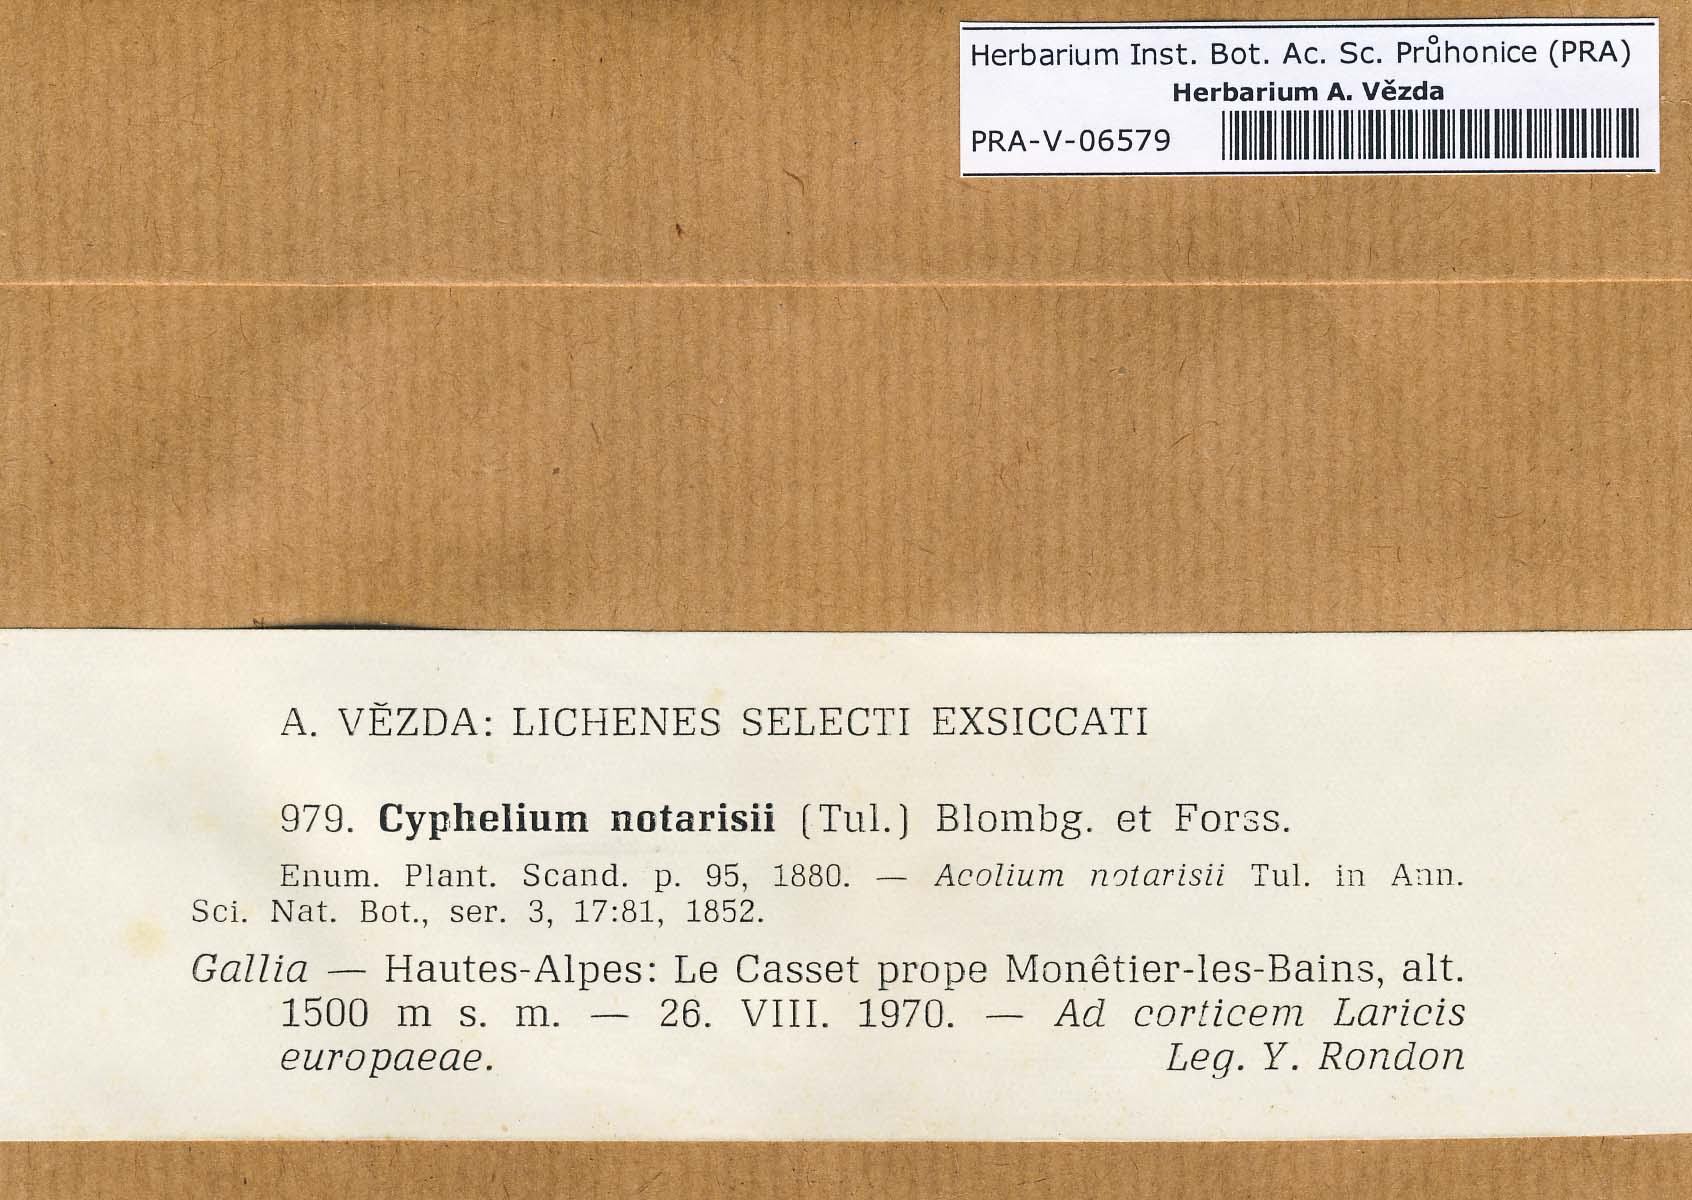 Herbarium Inst. Bot. Ac. Sc. Průhonice (PRA)
Herbarium A. Vězda
PRA-V-06579
A. VĚZDA: LICHENES SELECTI EXSICCATI
979. Cyphelium notarisii (Tul.) Blombg. et Forss.
Enum. Plant. Scand. p. 95, 1880. — Acolium notarisii Tul. in Ann.
Sci. Nat. Bot., ser. 3, 17:81, 1852.
Gallia — Hautes-Alpes: Le Casset prope Monêtier-les-Bains, alt.
1500 m s. m. — 26. VIII. 1970. — Ad corticem Laricis
europaeae. Leg. Y. Rondon